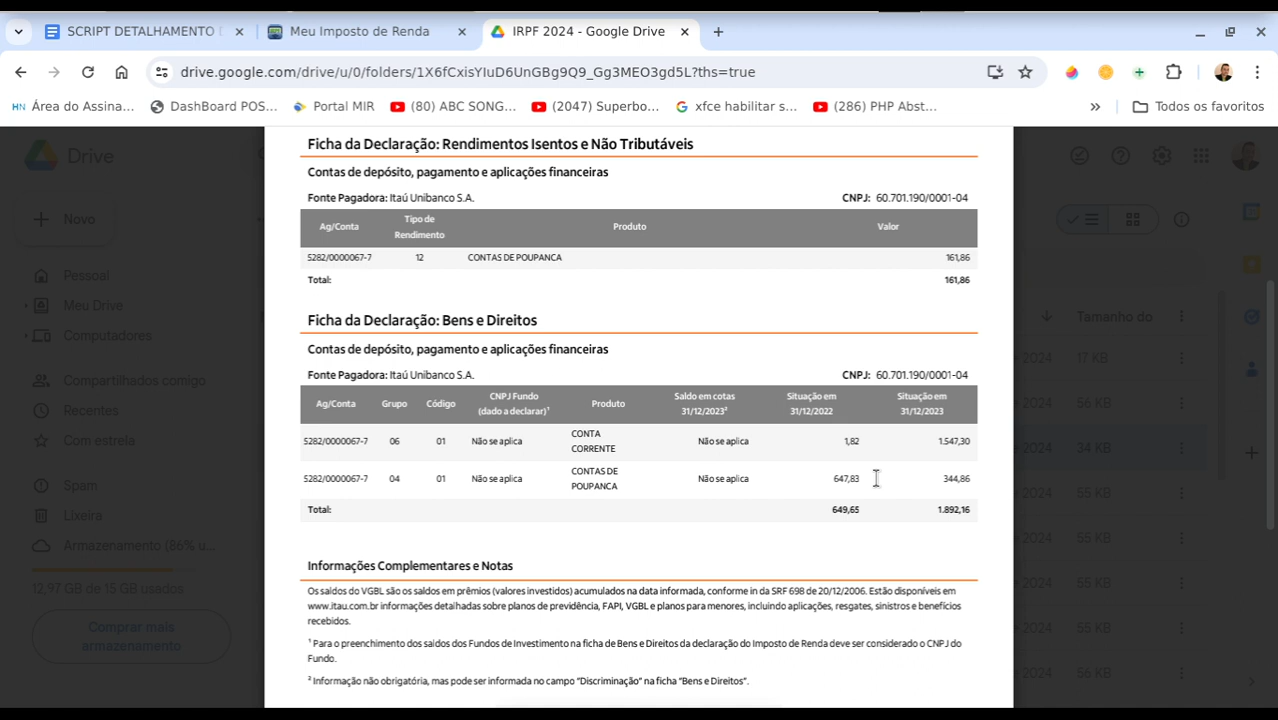 SCRIPT DETALHAMENTO D
Meu Imposto de Renda
IRPF 2024 - Google Drive
drive.google.com/drive/u/0/folders/1X6fCxisYIuD6UnGBg9Q9_Gg3MEO3gd5L?ths=true
Área do Assina...
DashBoard POS...
Portal MIR
(80) ABC SONG...
(2047) Superbo...
xfce habilitar s...
(286) PHP Abst...
Todos os favoritos
Drive
Novo
Pessoal
Meu Drive
Computadores
Compartilhados comigo
Recentes
Com estrela
Spam
Lixeira
Armazenamento (86% u...
12,97 GB de 15 GB usados
Comprar mais
armazenamento
Ficha da Declaração: Rendimentos Isentos e Não Tributáveis
Contas de depósito, pagamento e aplicações financeiras
Fonte Pagadora: Itaú Unibanco S.A. CNPJ: 60.701.190/0001-04
Ag/Conta Tipo de Rendimento Produto Valor
5282/0000067-7 12 CONTAS DE POUPANCA 161,86
Total: 161,86
Ficha da Declaração: Bens e Direitos
Contas de depósito, pagamento e aplicações financeiras
Fonte Pagadora: Itaú Unibanco S.A. CNPJ: 60.701.190/0001-04
Ag/Conta Grupo Código CNPJ Fundo (dado a declarar)¹ Produto Saldo em cotas 31/12/2023² Situação em 31/12/2022 Situação em 31/12/2023
5282/0000067-7 06 01 Não se aplica CONTA CORRENTE Não se aplica 1,82 1.547,30
5282/0000067-7 04 01 Não se aplica CONTAS DE POUPANCA Não se aplica 647,83 344,86
Total: 649,65 1.892,16
Informações Complementares e Notas
Os saldos do VGBL são os saldos em prêmios (valores investidos) acumulados na data informada, conforme in da SRF 698 de 20/12/2006. Estão disponíveis em
www.itau.com.br informações detalhadas sobre planos de previdência, FAPI, VGBL e planos para menores, incluindo aplicações, resgates, sinistros e benefícios
recebidos.
¹ Para o preenchimento dos saldos dos Fundos de Investimento na ficha de Bens e Direitos da declaração do Imposto de Renda deve ser considerado o CNPJ do
Fundo.
² Informação não obrigatória, mas pode ser informada no campo "Discriminação" na ficha "Bens e Direitos".
Tamanho do
2024 17 KB
2024 56 KB
2024 34 KB
2024 55 KB
2024 55 KB
2024 55 KB
2024 56 KB
2024 55 KB